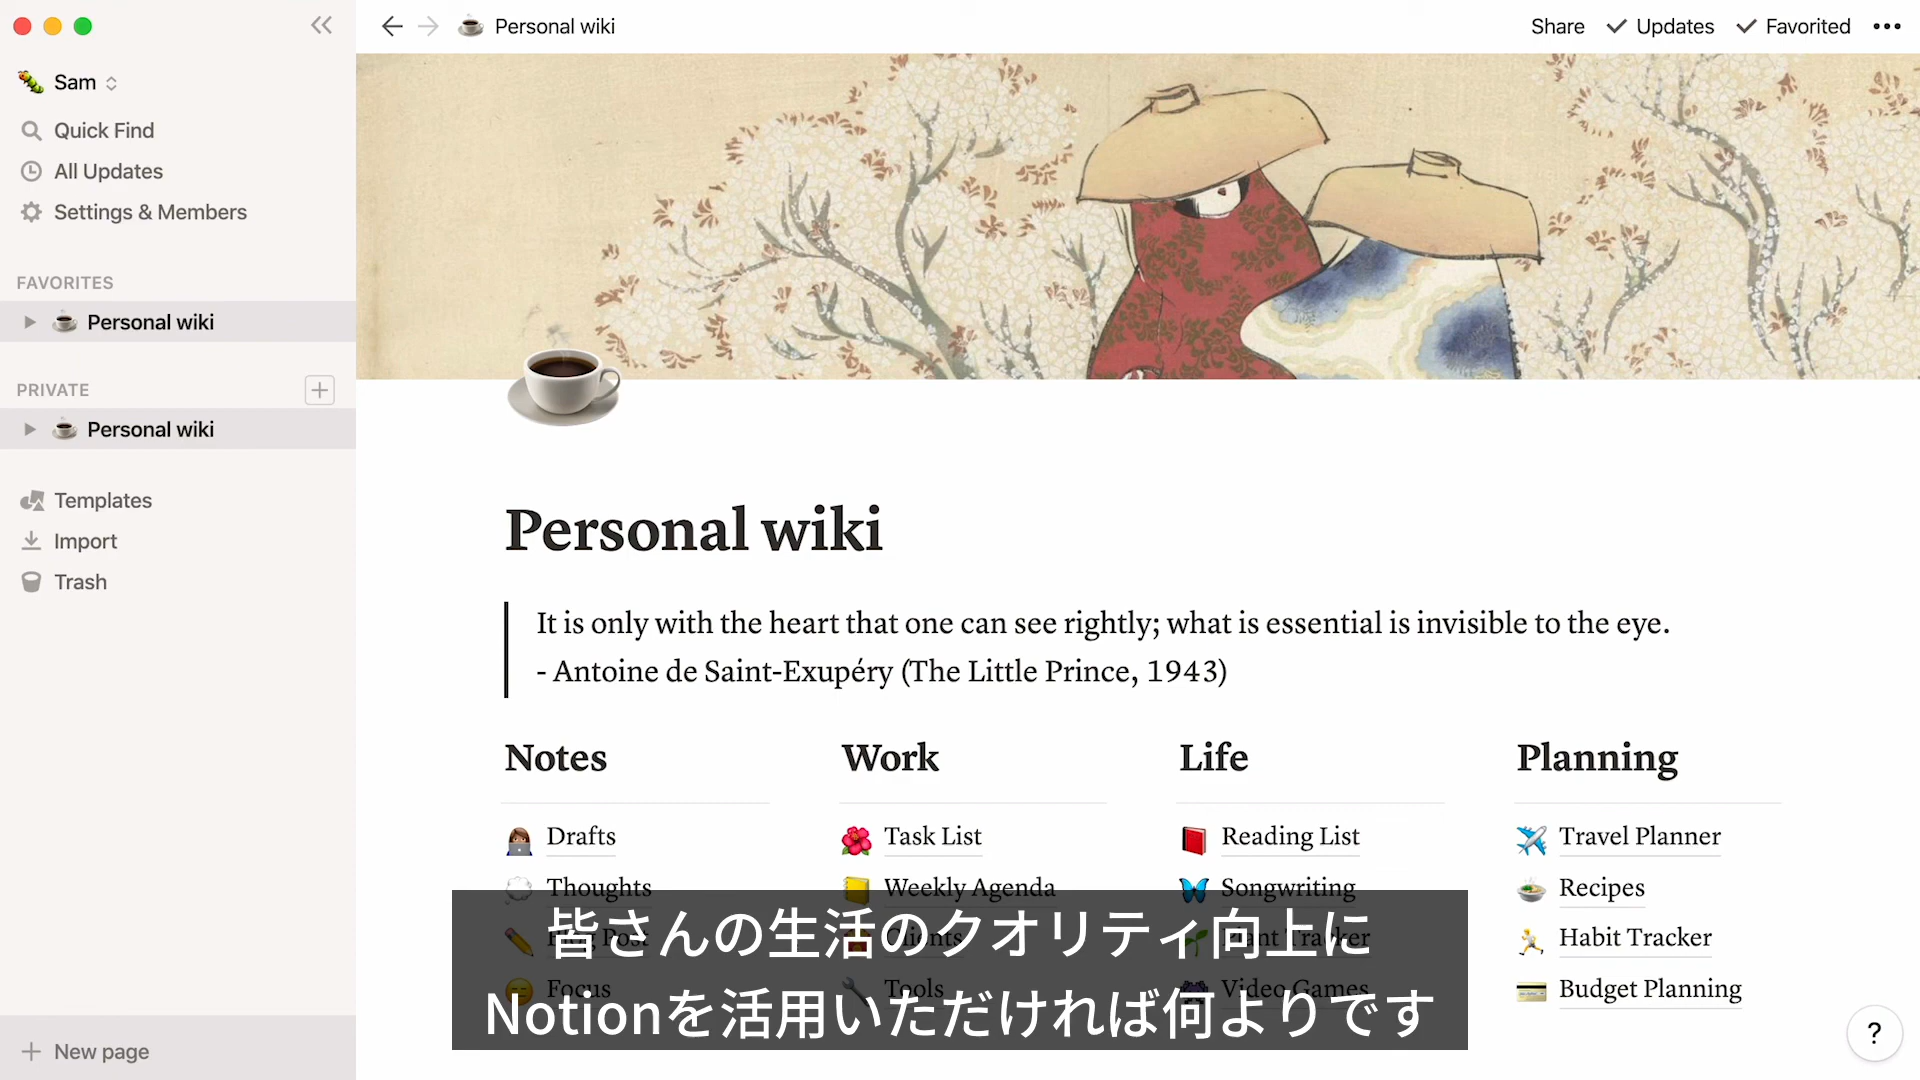 Personal wiki
Share
Updates
Favorited
Sam
Quick Find
All Updates
Settings & Members
FAVORITES
Personal wiki
PRIVATE
Personal wiki
Templates
Import
Trash
New page
Personal wiki
It is only with the heart that one can see rightly; what is essential is invisible to the eye.
- Antoine de Saint-Exupéry (The Little Prince, 1943)
Notes
Drafts
Thoughts
Blog Post
Focus
Work
Task List
Weekly Agenda
Clients
Tools
Life
Reading List
Songwriting
Plant Tracker
Video Games
Planning
Travel Planner
Recipes
Habit Tracker
Budget Planning
皆さんの生活のクオリティ向上に
Notionを活用いただければ何よりです
?